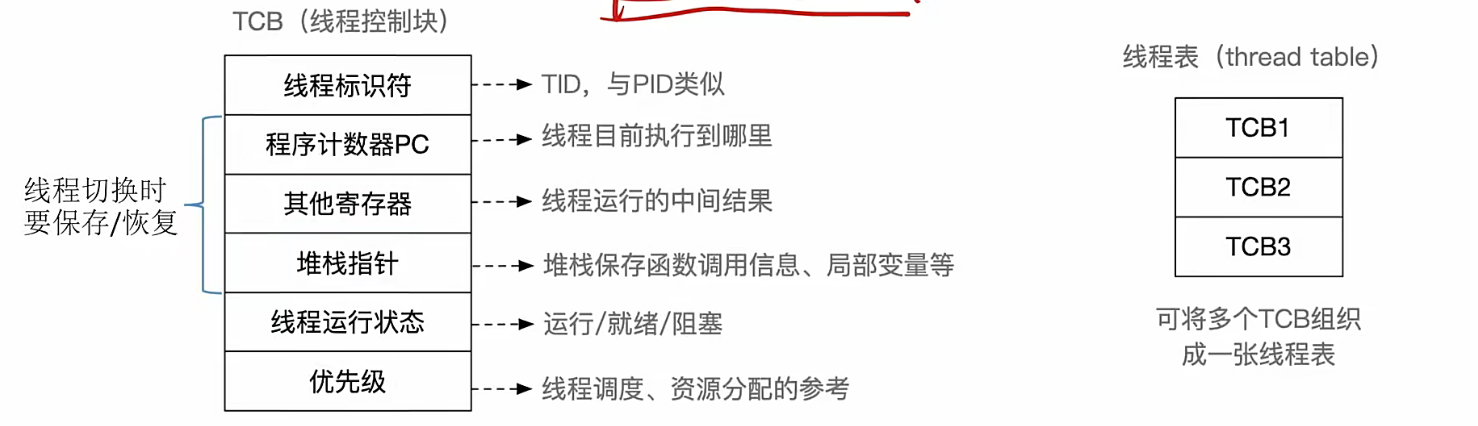 TCB（线程控制块）
线程标识符
TID，与PID类似
程序计数器PC
线程目前执行到哪里
其他寄存器
线程运行的中间结果
堆栈指针
堆栈保存函数调用信息、局部变量等
线程运行状态
运行/就绪/阻塞
优先级
线程调度、资源分配的参考
线程切换时
要保存/恢复
线程表（thread table）
TCB1
TCB2
TCB3
可将多个TCB组织
成一张线程表